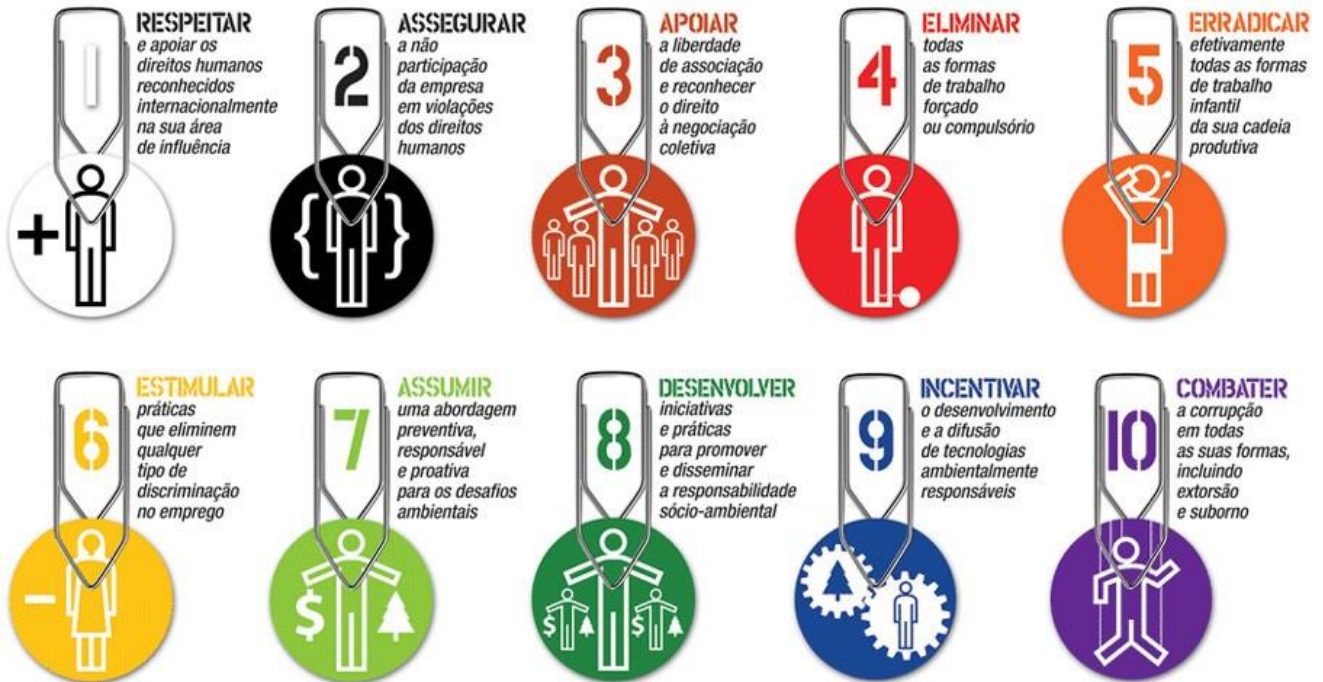 1
RESPEITAR
e apoiar os
direitos humanos
reconhecidos
internacionalmente
na sua área
de influência
2
ASSEGURAR
a não
participação
da empresa
em violações
dos direitos
humanos
3
APOIAR
a liberdade
de associação
e reconhecer
o direito
à negociação
coletiva
4
ELIMINAR
todas
as formas
de trabalho
forçado
ou compulsório
5
ERRADICAR
efetivamente
todas as formas
de trabalho
infantil
da sua cadeia
produtiva
6
ESTIMULAR
práticas
que eliminem
qualquer
tipo de
discriminação
no emprego
7
ASSUMIR
uma abordagem
preventiva,
responsável
e proativa
para os desafios
ambientais
8
DESENVOLVER
iniciativas
e práticas
para promover
e disseminar
a responsabilidade
sócio-ambiental
9
INCENTIVAR
o desenvolvimento
e a difusão
de tecnologias
ambientalmente
responsáveis
10
COMBATER
a corrupção
em todas
as suas formas,
incluindo
extorsão
e suborno